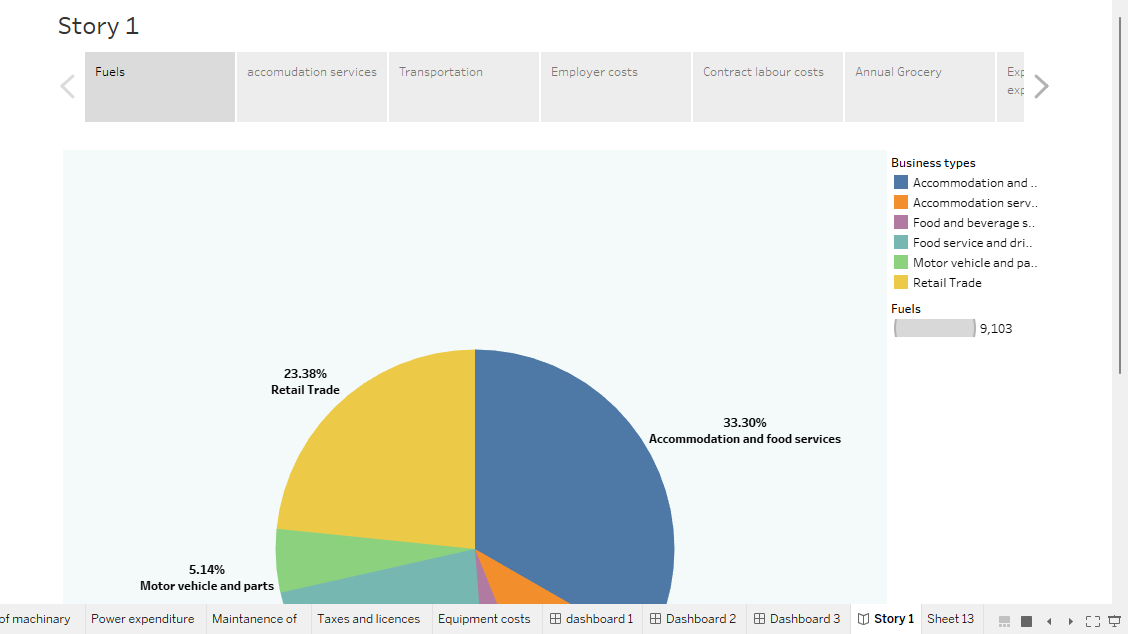 Story 1
Fuels
accomudation services
Transportation
Employer costs
Contract labour costs
Annual Grocery
Exp
exp
Business types
Accommodation and ..
Accommodation serv..
Food and beverage s..
Food service and dri..
Motor vehicle and pa..
Retail Trade
Fuels
9,103
23.38%
Retail Trade
33.30%
Accommodation and food services
5.14%
Motor vehicle and parts
of machinary
Power expenditure
Maintanence of
Taxes and licences
Equipment costs
dashboard 1
Dashboard 2
Dashboard 3
Story 1
Sheet 13